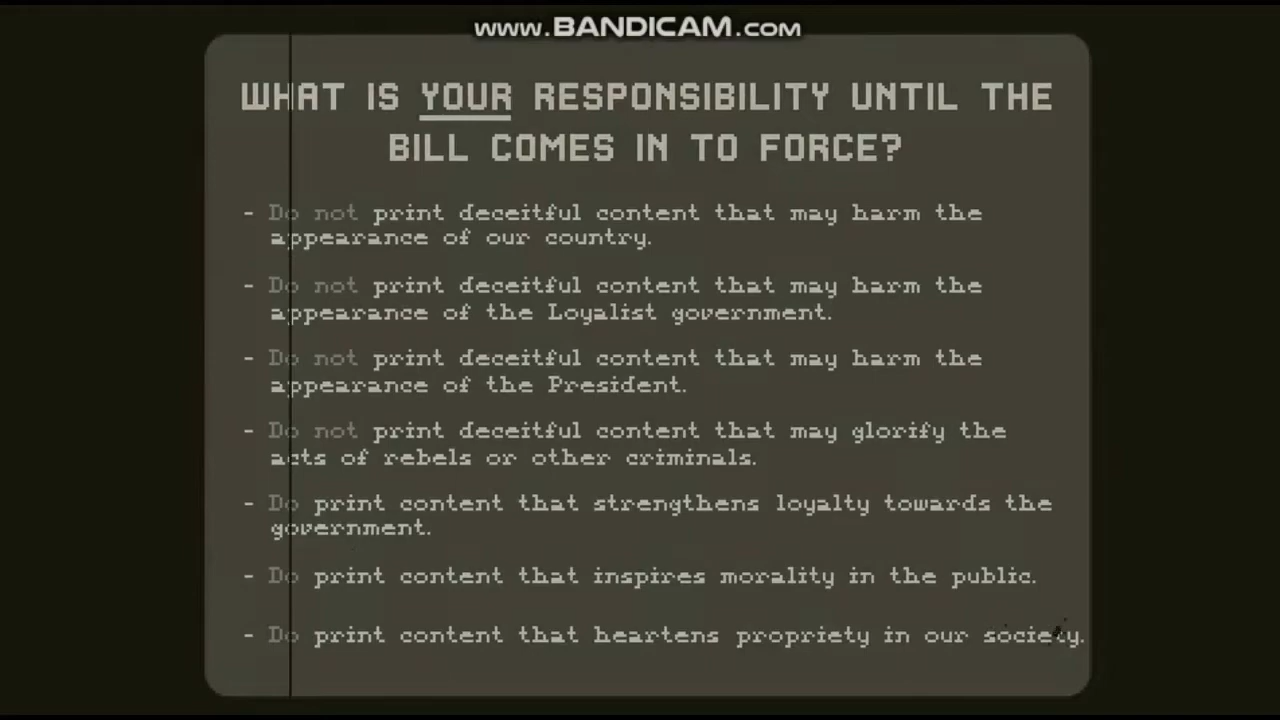 www.BANDICAM.com
WHAT IS YOUR RESPONSIBILITY UNTIL THE
BILL COMES IN TO FORCE?
- Do not print deceitful content that may harm the
appearance of our country.
- Do not print deceitful content that may harm the
appearance of the Loyalist government.
- Do not print deceitful content that may harm the
appearance of the President.
- Do not print deceitful content that may glorify the
acts of rebels or other criminals.
- Do print content that strengthens loyalty towards the
government.
- Do print content that inspires morality in the public.
- Do print content that heartens propriety in our society.